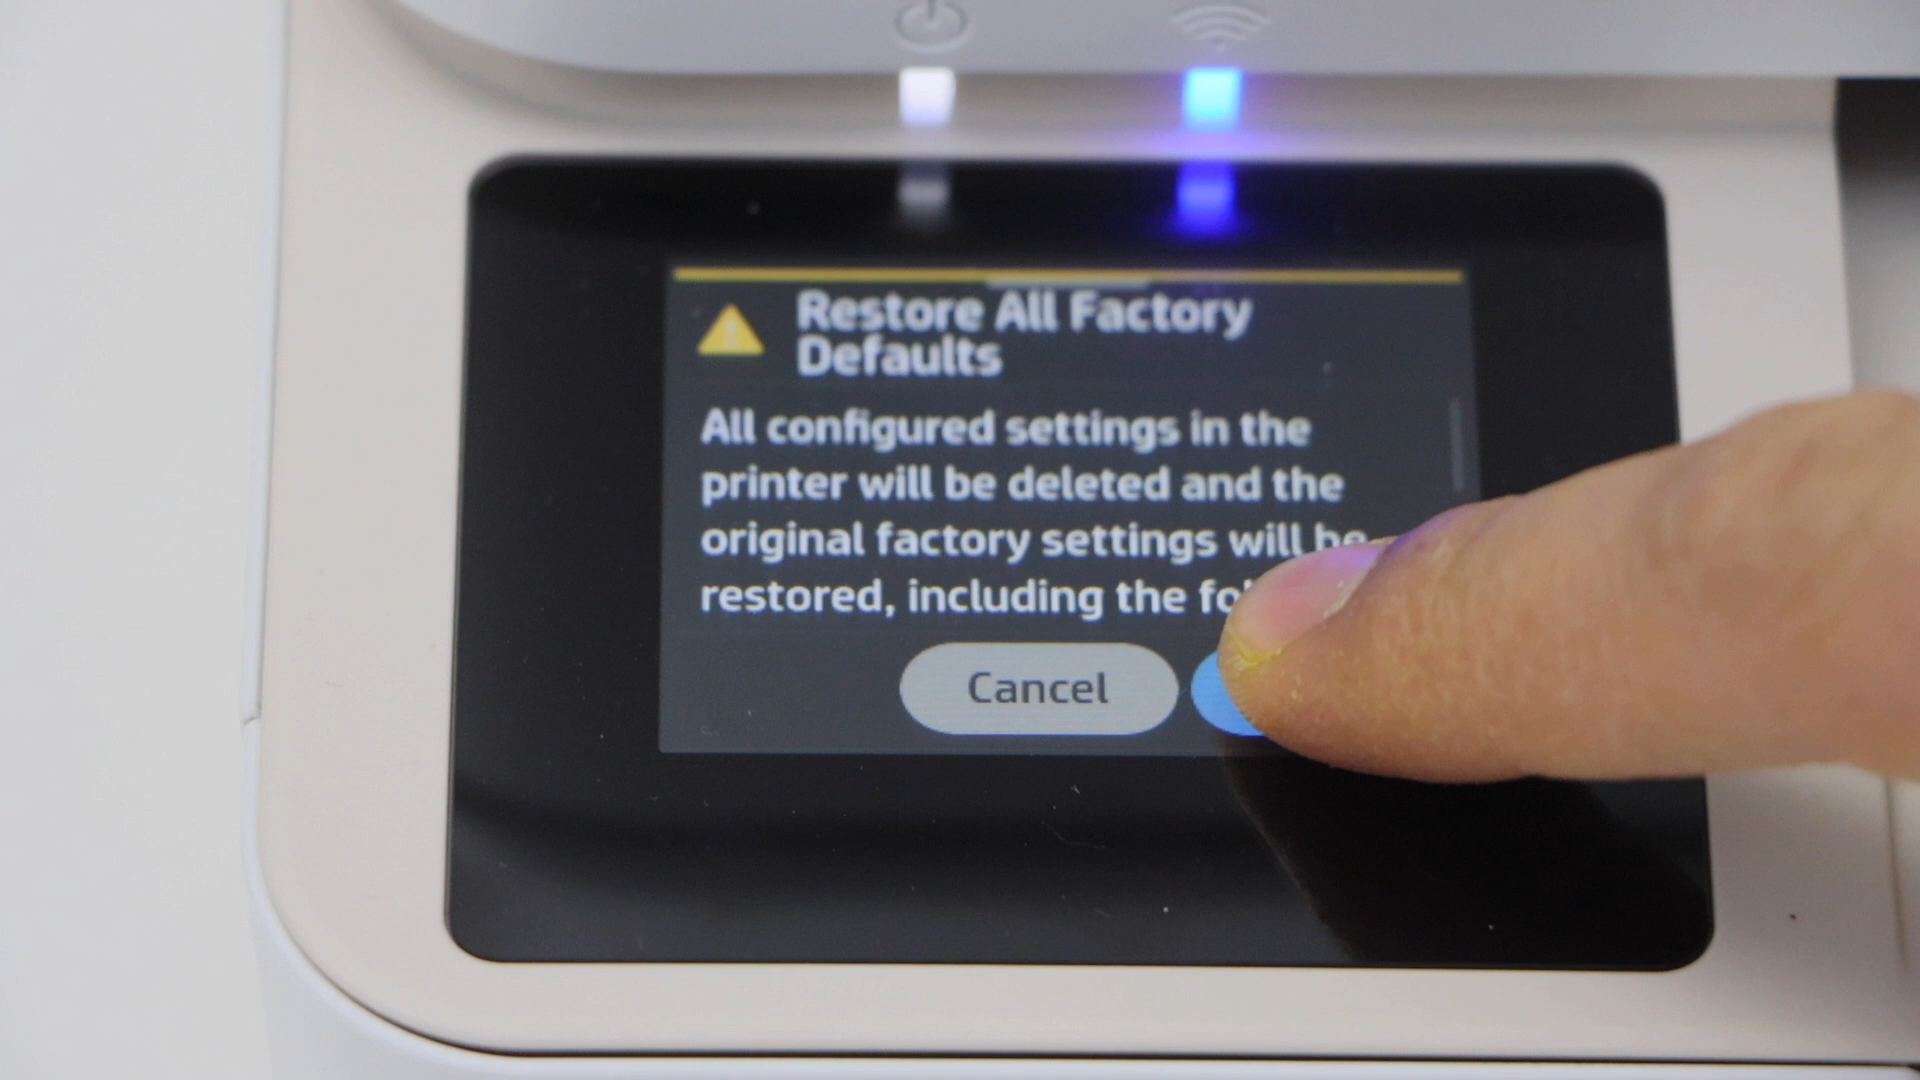 Restore All Factory
Defaults
All configured settings in the
printer will be deleted and the
original factory settings will be
restored, including the
Cancel